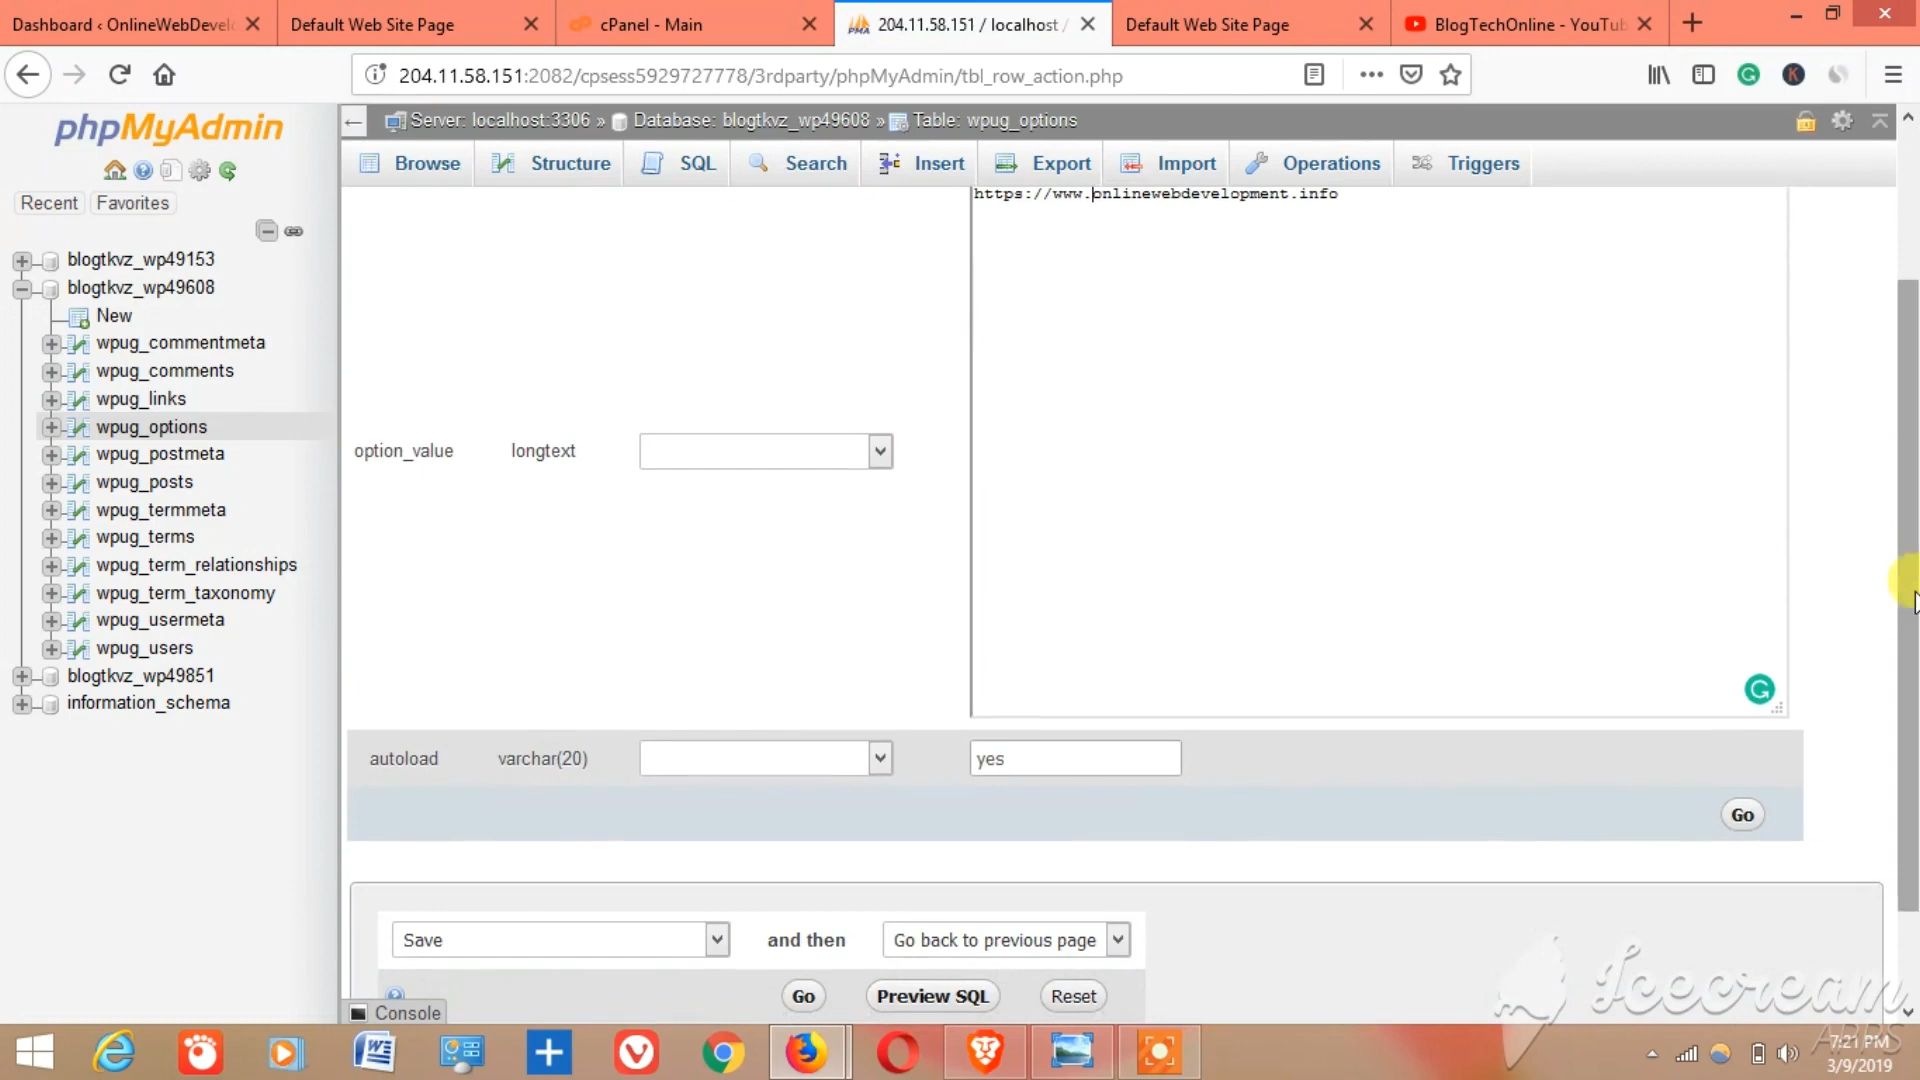 Dashboard ‹ OnlineWebDevelo
Default Web Site Page
cPanel - Main
204.11.58.151 / localhost /
Default Web Site Page
BlogTechOnline - YouTub
204.11.58.151:2082/cpsess5929727778/3rdparty/phpMyAdmin/tbl_row_action.php
phpMyAdmin
Server: localhost:3306 » Database: blogtkvz_wp49608 » Table: wpug_options
Browse
Structure
SQL
Search
Insert
Export
Import
Operations
Triggers
Recent
Favorites
blogtkvz_wp49153
blogtkvz_wp49608
New
wpug_commentmeta
wpug_comments
wpug_links
wpug_options
wpug_postmeta
wpug_posts
wpug_termmeta
wpug_terms
wpug_term_relationships
wpug_term_taxonomy
wpug_usermeta
wpug_users
blogtkvz_wp49851
information_schema
https://www.onlinewebdevelopment.info
option_value
longtext
autoload
varchar(20)
yes
Go
Save
and then
Go back to previous page
Go
Preview SQL
Reset
Console
Icecream
APPS
7:21 PM
3/9/2019